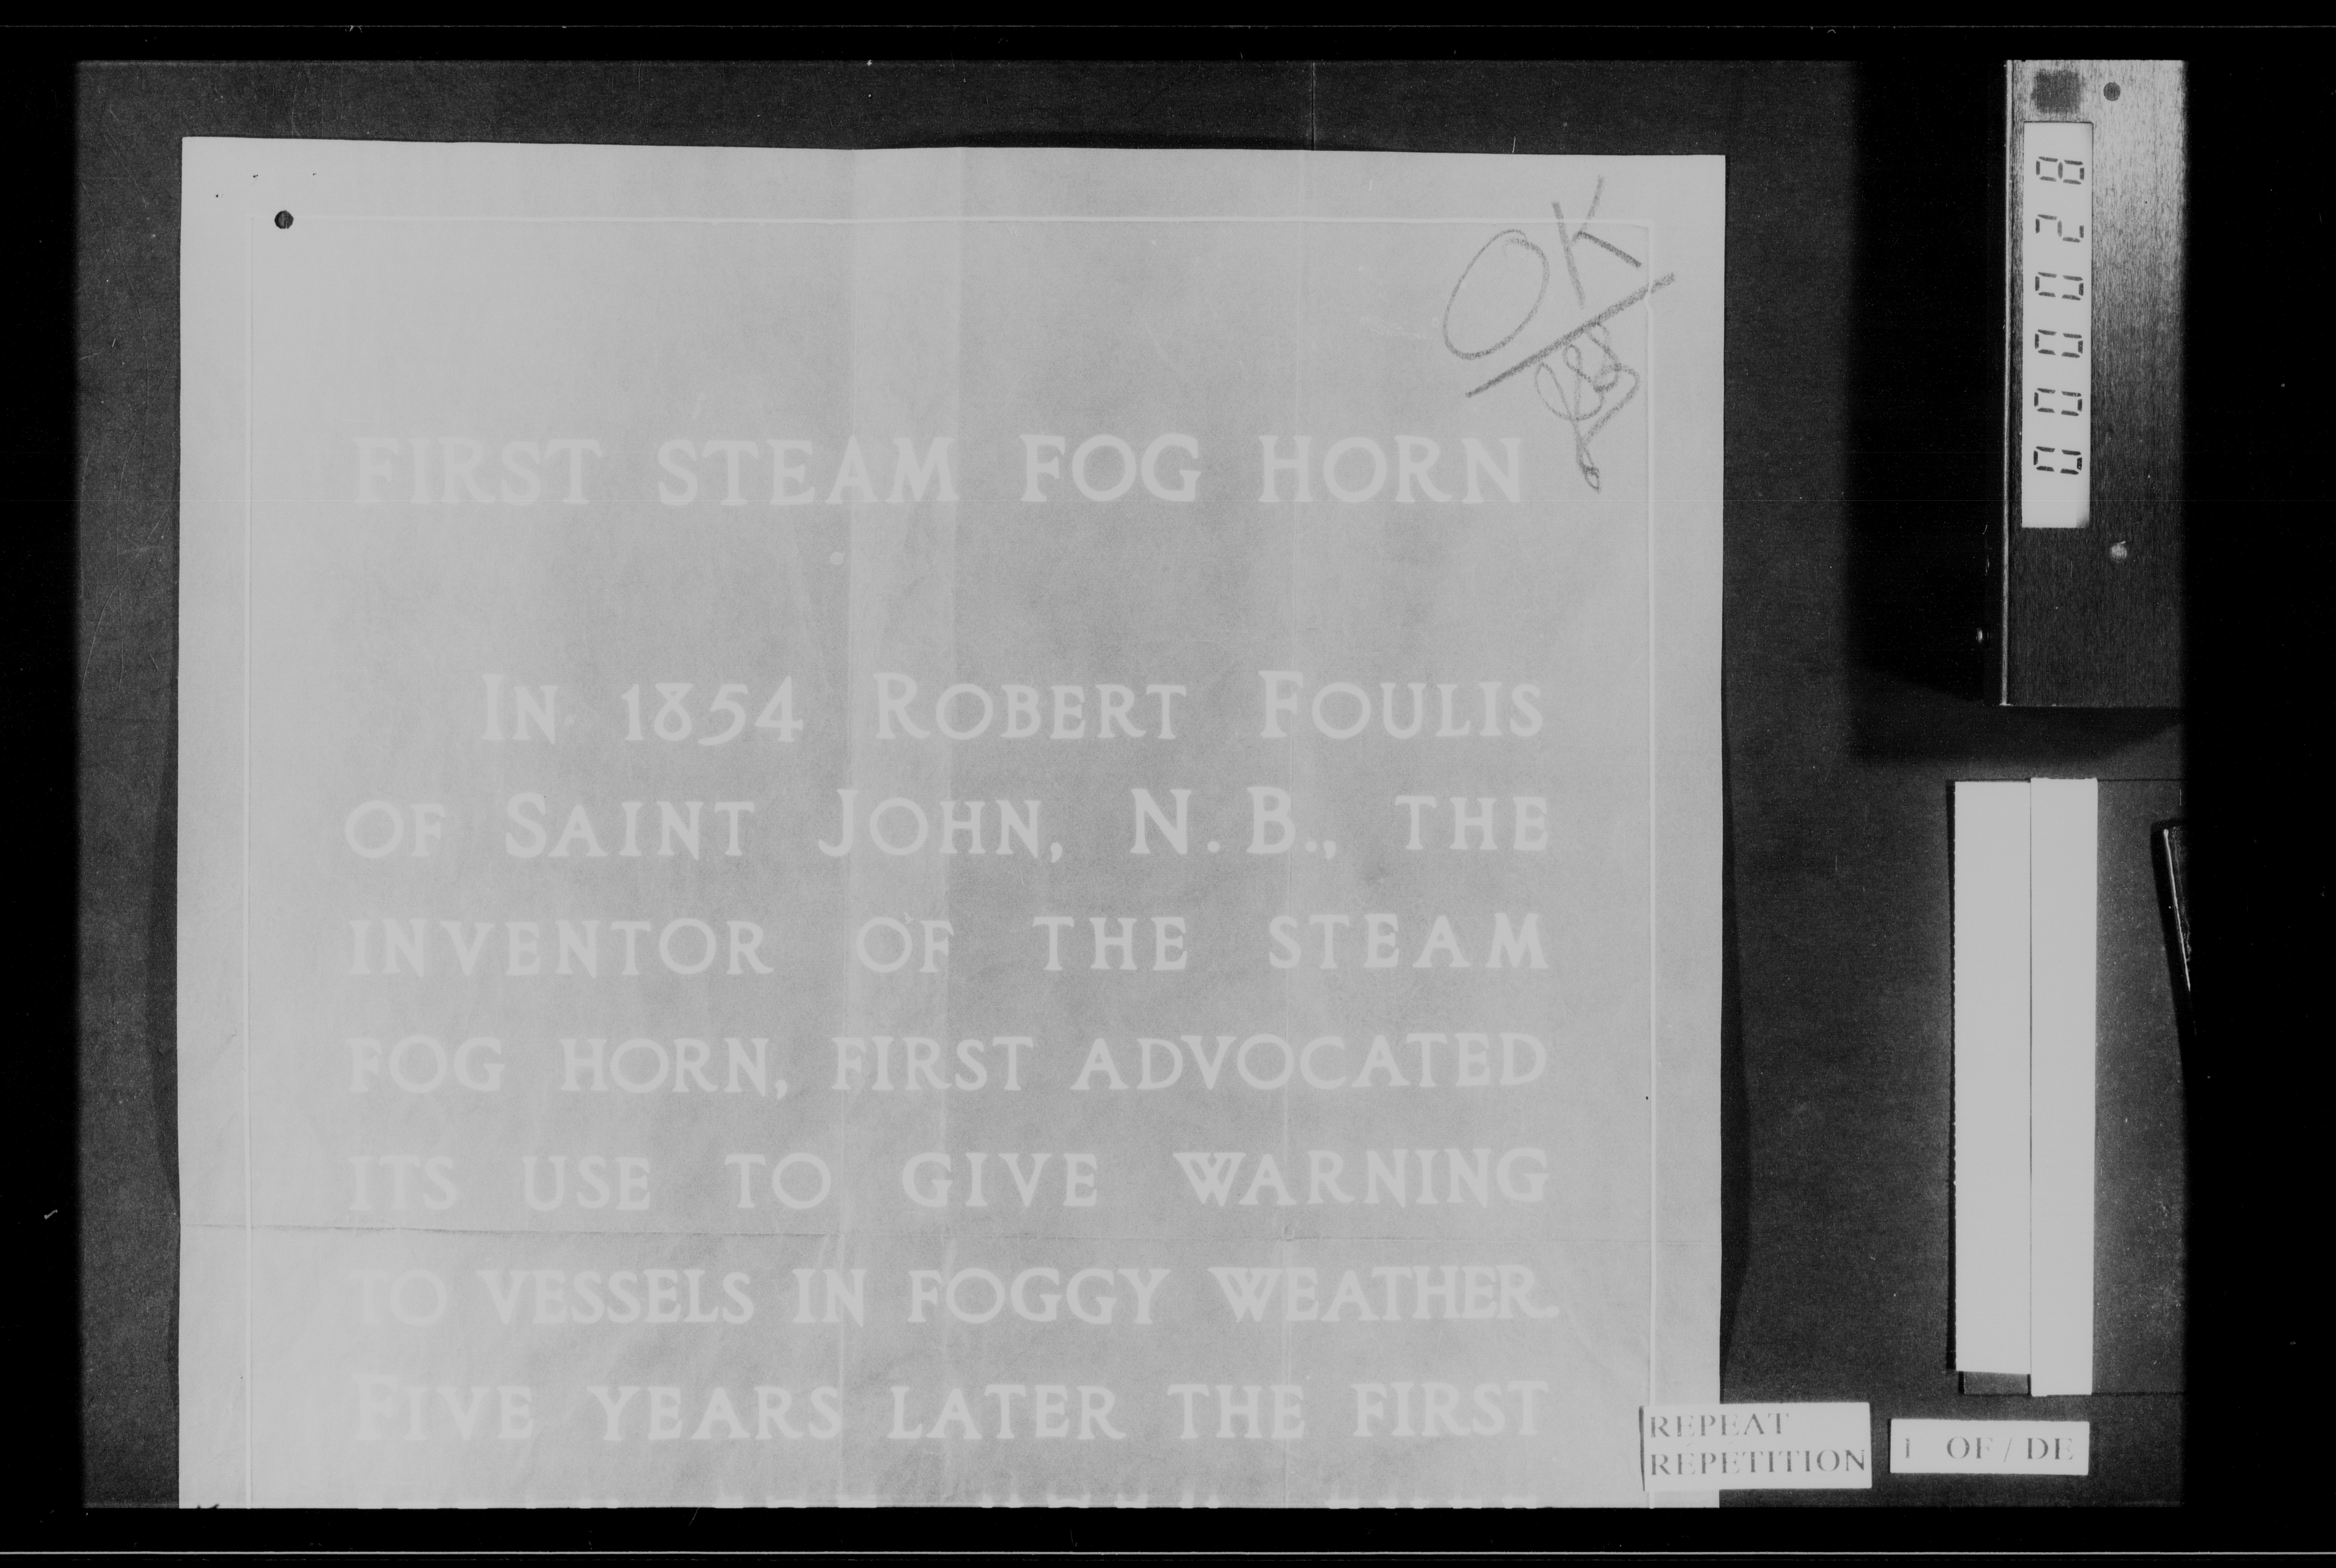 OK
FIRST STEAM FOG HORN
IN 1854 ROBERT FOULIS
OF SAINT JOHN, N.B., THE
INVENTOR OF THE STEAM
FOG HORN, FIRST ADVOCATED
ITS USE TO GIVE WARNING
TO VESSELS IN FOGGY WEATHER.
FIVE YEARS LATER THE FIRST
000028
REPEAT
REPETITION
1 OF / DE